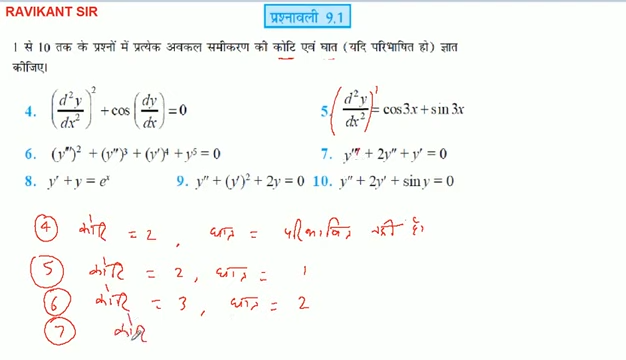 RAVIKANT SIR
प्रश्नावली 9.1
1 से 10 तक के प्रश्नों में प्रत्येक अवकल समीकरण की कोटि एवं घात (यदि परिभाषित हो) ज्ञात
कीजिए।
4. (d²y/dx²)² + cos(dy/dx) = 0 5. (d²y/dx²)¹ = cos3x + sin 3x
6. (y′′′)² + (y″)³ + (y′)⁴ + y⁵ = 0 7. y′′′ + 2y″ + y′ = 0
8. y′ + y = eˣ 9. y″ + (y′)² + 2y = 0 10. y″ + 2y′ + sin y = 0
④ कोटि = 2 , घात = परिभाषित नहीं है।
⑤ कोटि = 2 , घात = 1
⑥ कोटि = 3 , घात = 2
⑦ कोटि